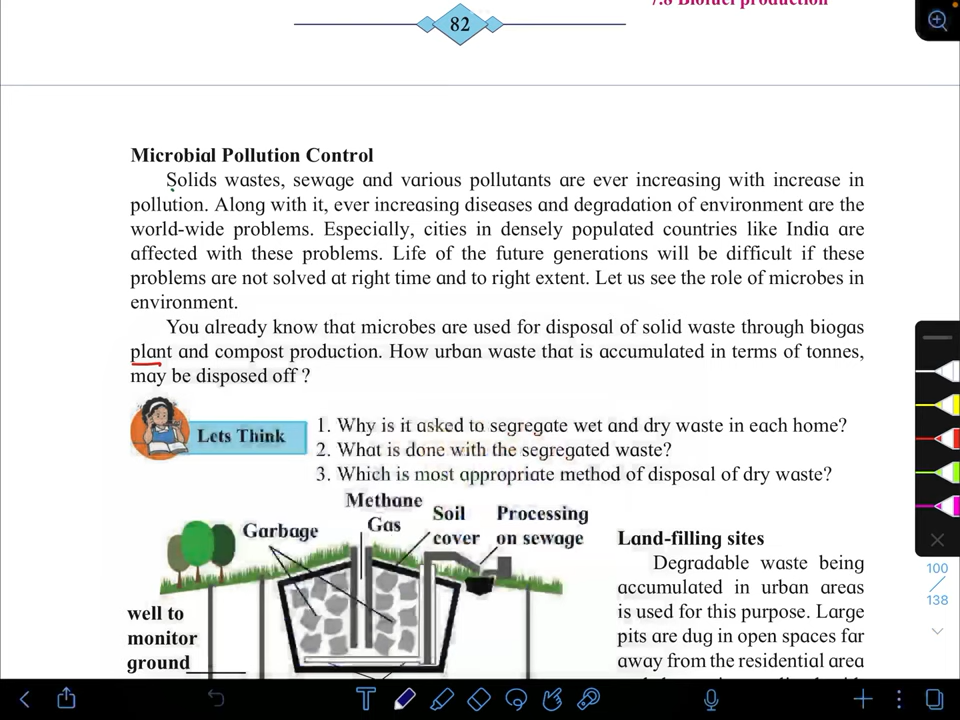 7.8 Biofuel production
82
Microbial Pollution Control
Solids wastes, sewage and various pollutants are ever increasing with increase in
pollution. Along with it, ever increasing diseases and degradation of environment are the
world-wide problems. Especially, cities in densely populated countries like India are
affected with these problems. Life of the future generations will be difficult if these
problems are not solved at right time and to right extent. Let us see the role of microbes in
environment.
You already know that microbes are used for disposal of solid waste through biogas
plant and compost production. How urban waste that is accumulated in terms of tonnes,
may be disposed off ?
Lets Think
1. Why is it asked to segregate wet and dry waste in each home?
2. What is done with the segregated waste?
3. Which is most appropriate method of disposal of dry waste?
Methane
Gas
Garbage
Soil
cover
Processing
on sewage
well to
monitor
ground
Land-filling sites
Degradable waste being
accumulated in urban areas
is used for this purpose. Large
pits are dug in open spaces far
away from the residential area
100
138
T